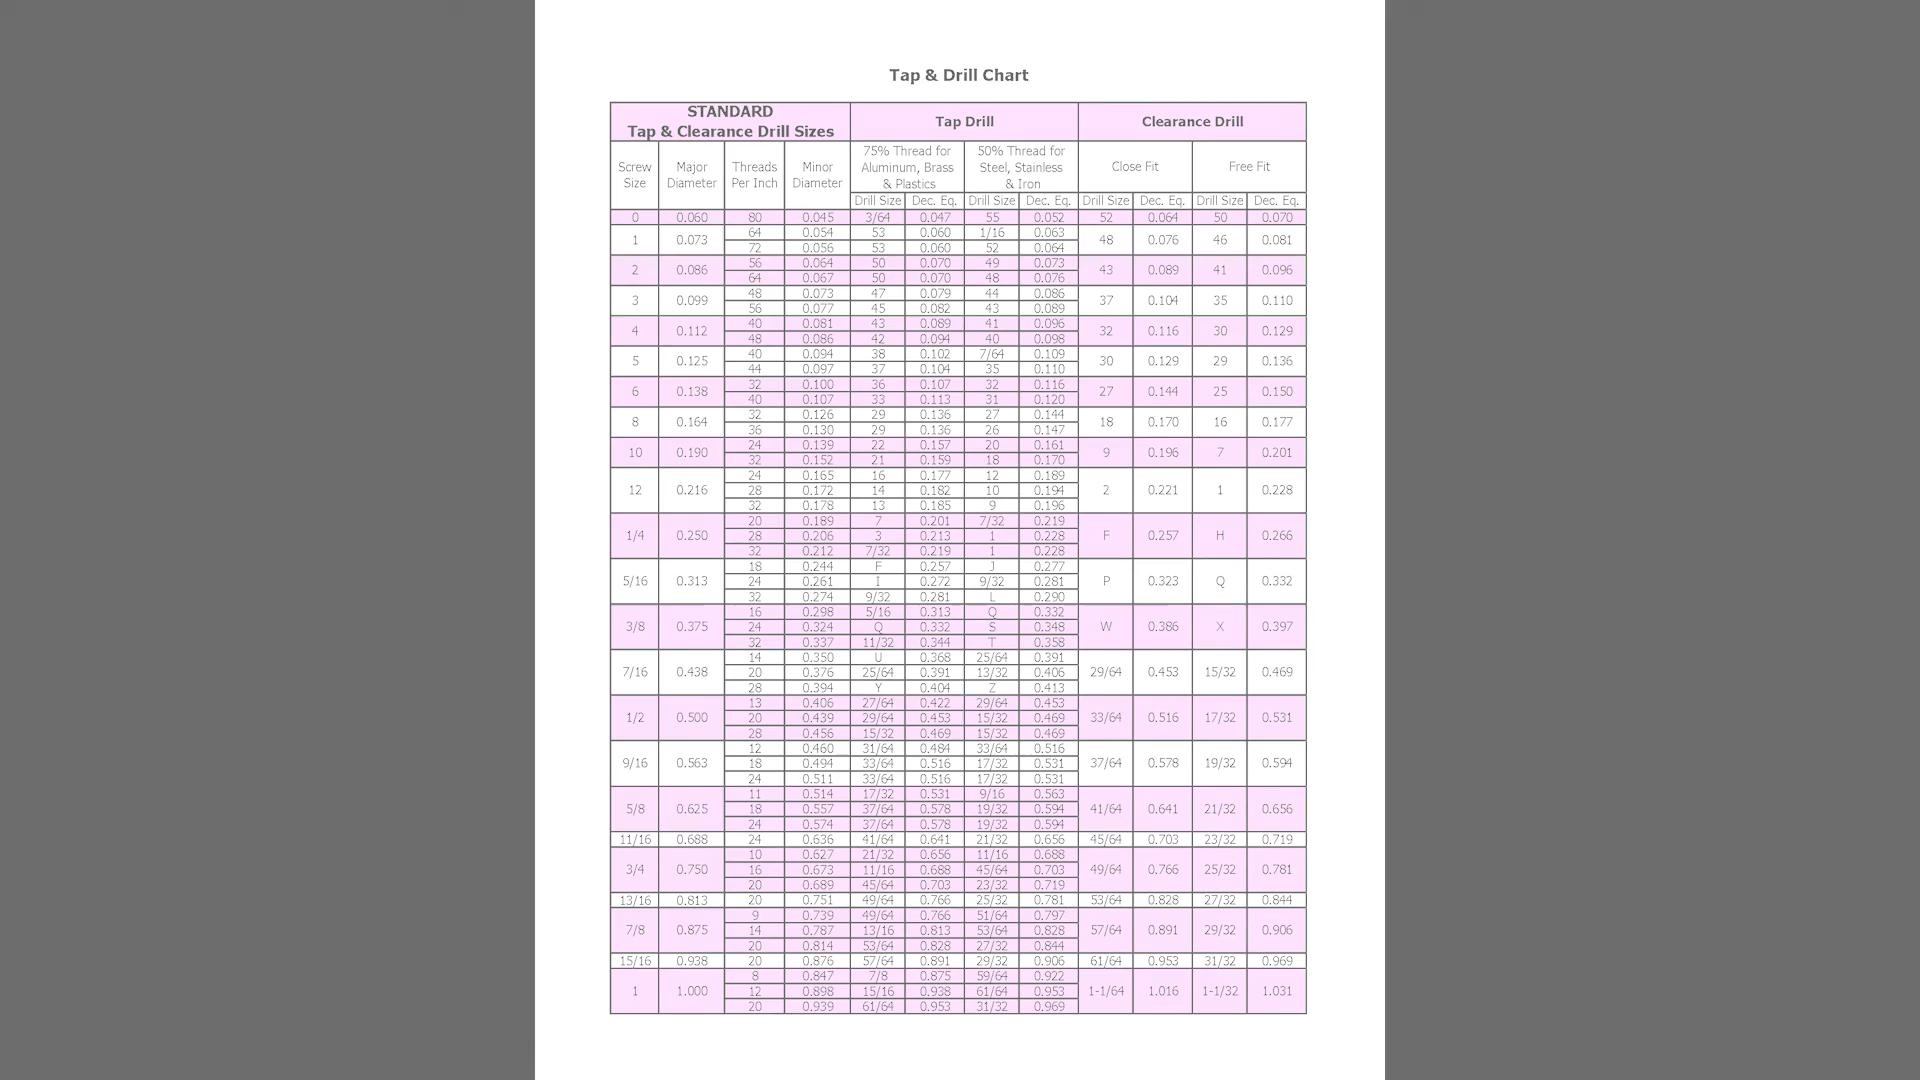 Tap & Drill Chart
STANDARD
Tap & Clearance Drill Sizes
Tap Drill
Clearance Drill
Screw Size
Major Diameter
Threads Per Inch
Minor Diameter
75% Thread for Aluminum, Brass & Plastics
50% Thread for Steel, Stainless & Iron
Close Fit
Free Fit
Drill Size Dec. Eq. Drill Size Dec. Eq. Drill Size Dec. Eq. Drill Size Dec. Eq.
0 0.060 80 0.045 3/64 0.047 55 0.052 52 0.064 50 0.070
1 0.073 64 0.054 53 0.060 1/16 0.063 48 0.076 46 0.081
72 0.056 53 0.060 52 0.064
2 0.086 56 0.064 50 0.070 49 0.073 43 0.089 41 0.096
64 0.067 50 0.070 48 0.076
3 0.099 48 0.073 47 0.079 44 0.086 37 0.104 35 0.110
56 0.077 45 0.082 43 0.089
4 0.112 40 0.081 43 0.089 41 0.096 32 0.116 30 0.129
48 0.086 42 0.094 40 0.098
5 0.125 40 0.094 38 0.102 7/64 0.109 30 0.129 29 0.136
44 0.097 37 0.104 35 0.110
6 0.138 32 0.100 36 0.107 32 0.116 27 0.144 25 0.150
40 0.107 33 0.113 31 0.120
8 0.164 32 0.126 29 0.136 27 0.144 18 0.170 16 0.177
36 0.130 29 0.136 26 0.147
10 0.190 24 0.139 22 0.157 20 0.161 9 0.196 7 0.201
32 0.152 21 0.159 18 0.170
12 0.216 24 0.165 16 0.177 12 0.189 2 0.221 1 0.228
28 0.172 14 0.182 10 0.194
32 0.178 13 0.185 9 0.196
1/4 0.250 20 0.189 7 0.201 7/32 0.219 F 0.257 H 0.266
28 0.206 3 0.213 1 0.228
32 0.212 7/32 0.219 1 0.228
5/16 0.313 18 0.244 F 0.257 J 0.277 P 0.323 Q 0.332
24 0.261 I 0.272 9/32 0.281
32 0.274 9/32 0.281 L 0.290
3/8 0.375 16 0.298 5/16 0.313 Q 0.332 W 0.386 X 0.397
24 0.324 Q 0.332 S 0.348
32 0.337 11/32 0.344 T 0.358
7/16 0.438 14 0.350 U 0.368 25/64 0.391 29/64 0.453 15/32 0.469
20 0.376 25/64 0.391 13/32 0.406
28 0.394 Y 0.404 Z 0.413
1/2 0.500 13 0.406 27/64 0.422 29/64 0.453 33/64 0.516 17/32 0.531
20 0.439 29/64 0.453 15/32 0.469
28 0.456 15/32 0.469 15/32 0.469
9/16 0.563 12 0.460 31/64 0.484 33/64 0.516 37/64 0.578 19/32 0.594
18 0.494 33/64 0.516 17/32 0.531
24 0.511 33/64 0.516 17/32 0.531
5/8 0.625 11 0.514 17/32 0.531 9/16 0.563 41/64 0.641 21/32 0.656
18 0.557 37/64 0.578 19/32 0.594
24 0.574 37/64 0.578 19/32 0.594
11/16 0.688 24 0.636 41/64 0.641 21/32 0.656 45/64 0.703 23/32 0.719
3/4 0.750 10 0.627 21/32 0.656 11/16 0.688 49/64 0.766 25/32 0.781
16 0.673 11/16 0.688 45/64 0.703
20 0.689 45/64 0.703 23/32 0.719
13/16 0.813 20 0.751 49/64 0.766 25/32 0.781 53/64 0.828 27/32 0.844
7/8 0.875 9 0.739 49/64 0.766 51/64 0.797 57/64 0.891 29/32 0.906
14 0.787 13/16 0.813 53/64 0.828
20 0.814 53/64 0.828 27/32 0.844
15/16 0.938 20 0.876 57/64 0.891 29/32 0.906 61/64 0.953 31/32 0.969
1 1.000 8 0.847 7/8 0.875 59/64 0.922 1-1/64 1.016 1-1/32 1.031
12 0.898 15/16 0.938 61/64 0.953
20 0.939 61/64 0.953 31/32 0.969